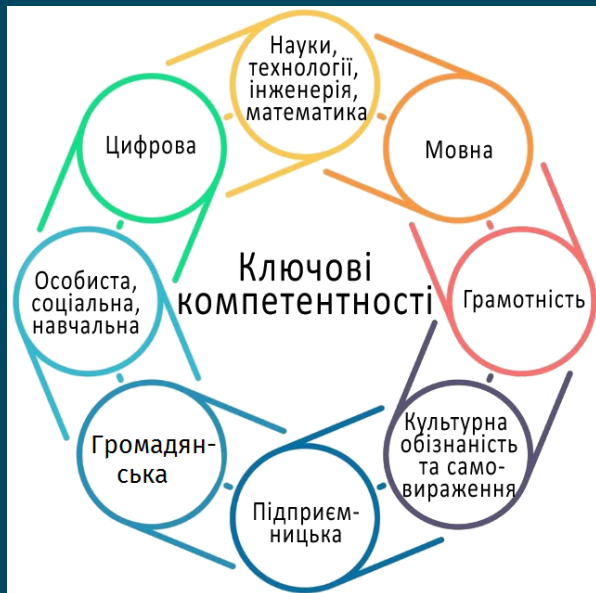 Науки,
технології,
інженерія,
математика
Мовна
Грамотність
Культурна
обізнаність
та само-
вираження
Підприєм-
ницька
Громадян-
ська
Особиста,
соціальна,
навчальна
Цифрова
Ключові
компетентності